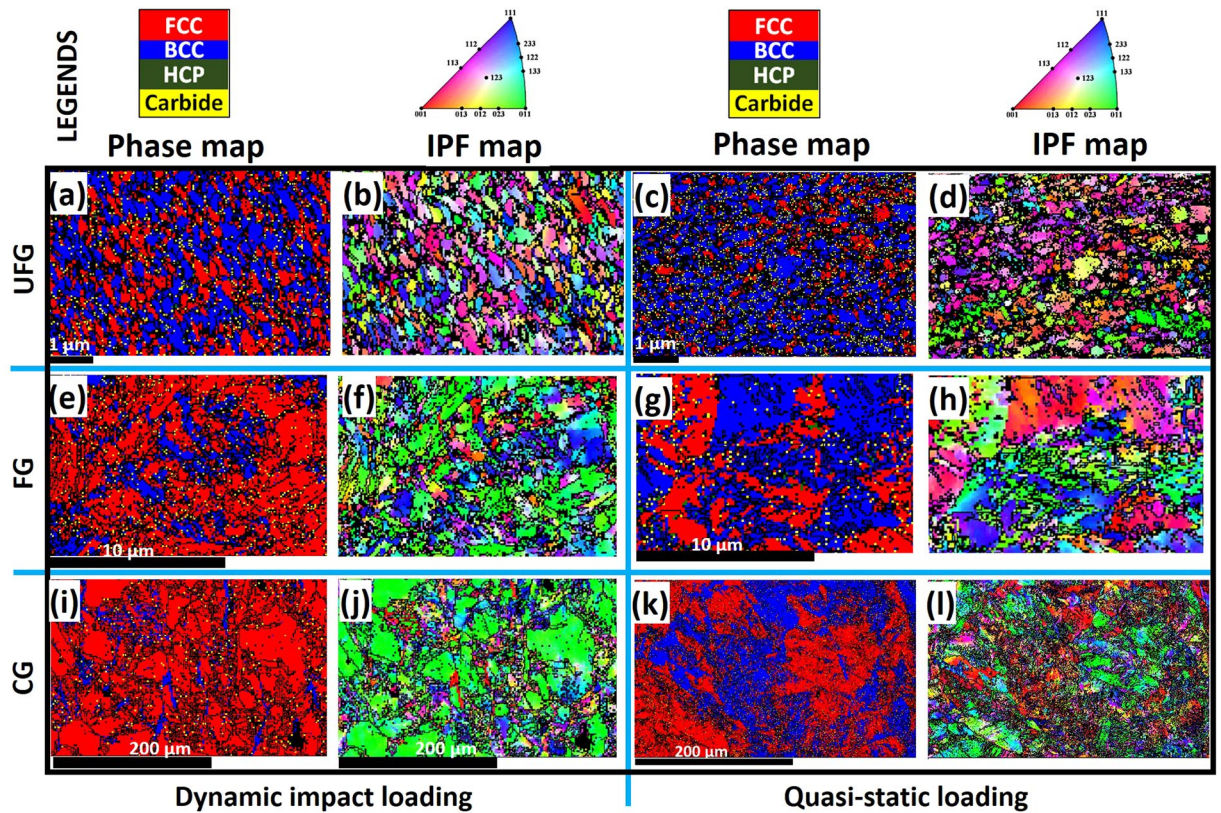 LEGENDS
FCC
BCC
HCP
Carbide
111
233
122
133
112
113
123
001 013 012 023 011
FCC
BCC
HCP
Carbide
111
233
122
133
112
113
123
001 013 012 023 011
Phase map IPF map Phase map IPF map
UFG
(a) (b) (c) (d)
1 μm 1 μm
FG
(e) (f) (g) (h)
10 μm 10 μm
CG
(i) (j) (k) (l)
200 μm 200 μm 200 μm
Dynamic impact loading Quasi-static loading